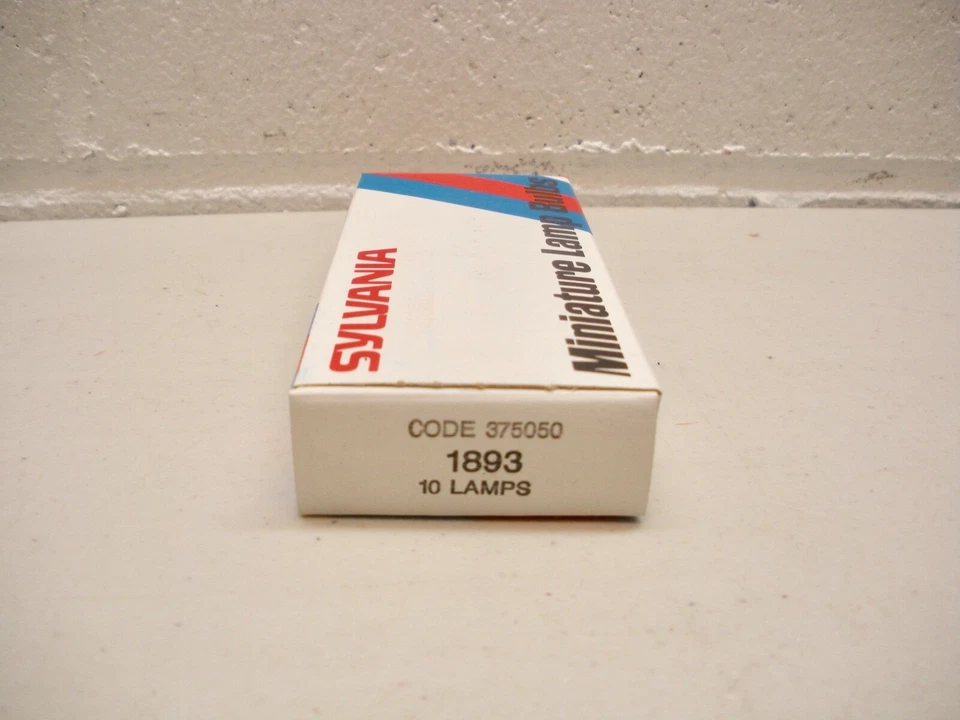 SYLVANIA
Miniature Lamp Bulbs
CODE 375050
1893
10 LAMPS